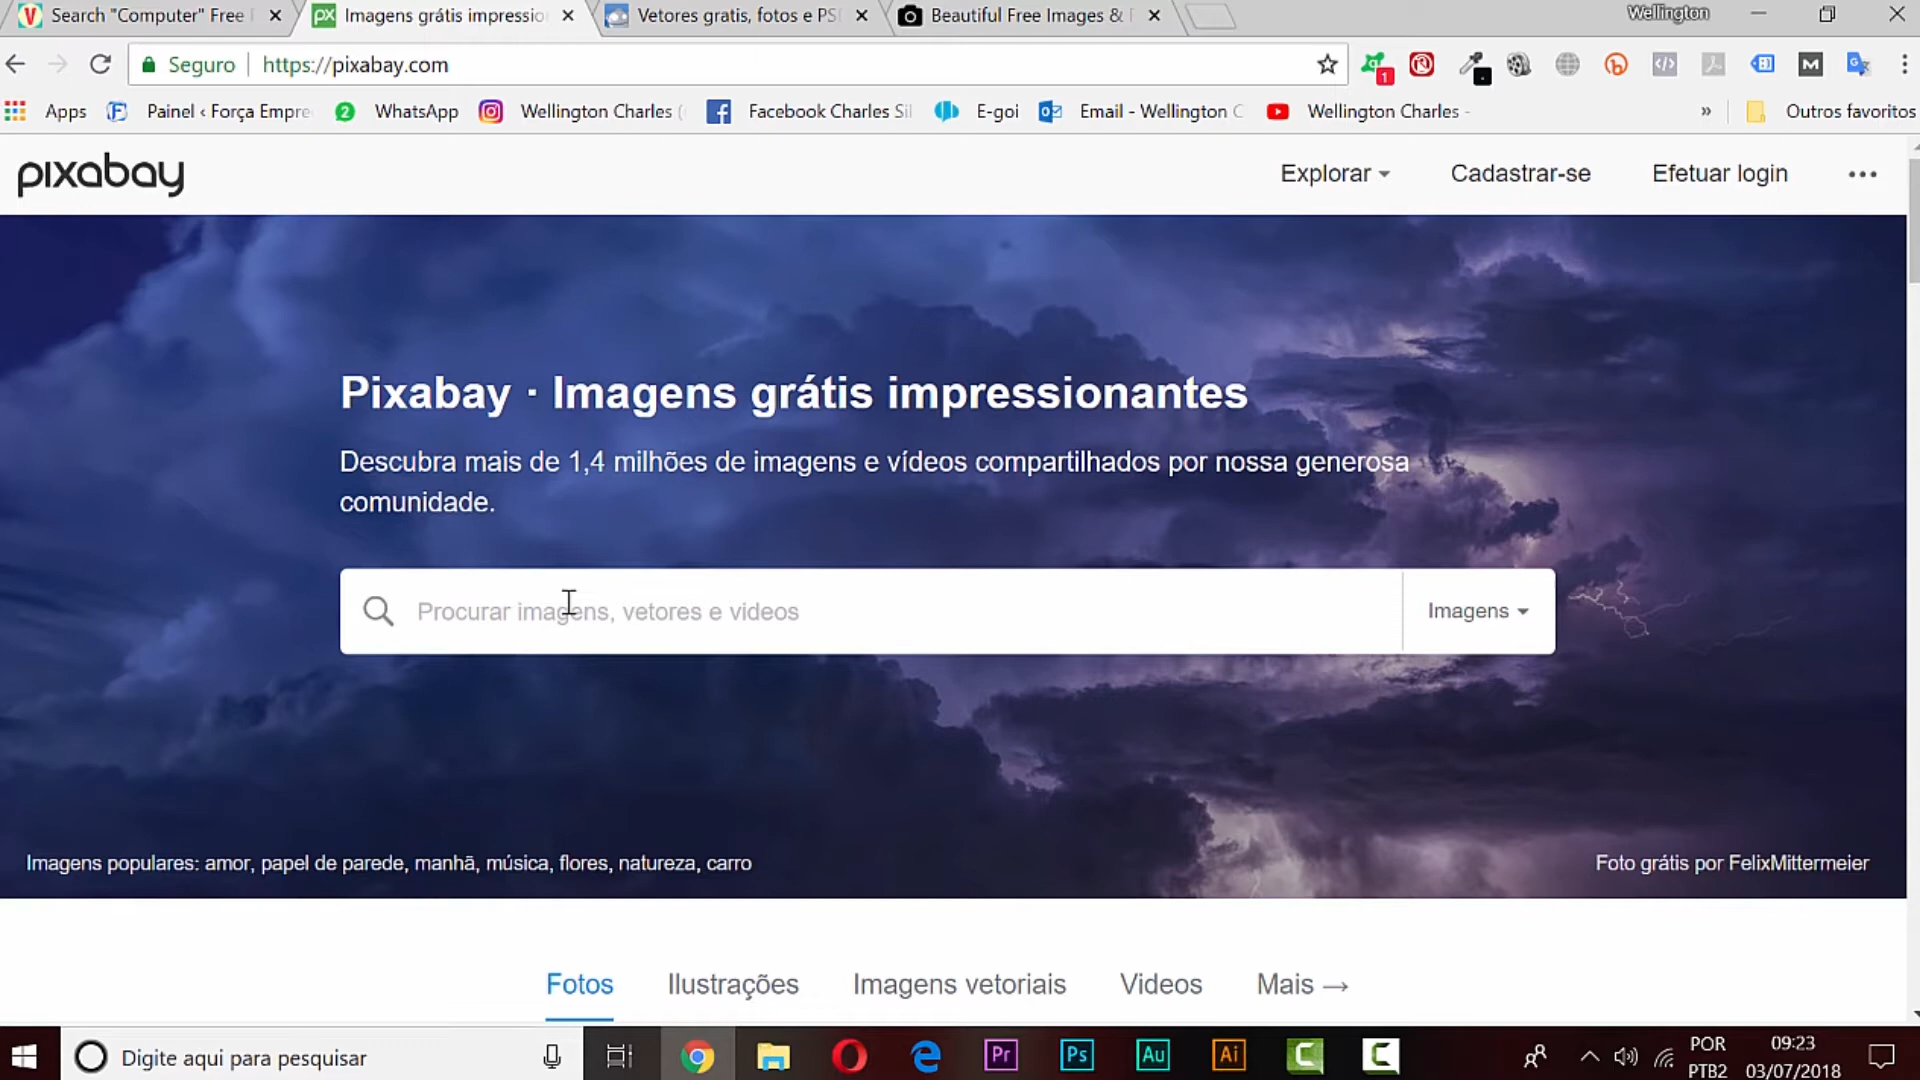 Search "Computer" Free
Imagens grátis impressio
Vetores gratis, fotos e PS
Beautiful Free Images &
Wellington
Seguro
https://pixabay.com
1
Apps
Painel ‹ Força Empre
2
WhatsApp
Wellington Charles (
Facebook Charles Sil
E-goi
Email - Wellington C
Wellington Charles -
»
Outros favoritos
pixabay
Explorar
Cadastrar-se
Efetuar login
Pixabay · Imagens grátis impressionantes
Descubra mais de 1,4 milhões de imagens e vídeos compartilhados por nossa generosa
comunidade.
Procurar imagens, vetores e videos
Imagens
Imagens populares: amor, papel de parede, manhã, música, flores, natureza, carro
Foto grátis por FelixMittermeier
Fotos
Ilustrações
Imagens vetoriais
Videos
Mais →
Digite aqui para pesquisar
Pr
Ps
Au
Ai
POR
PTB2
09:23
03/07/2018